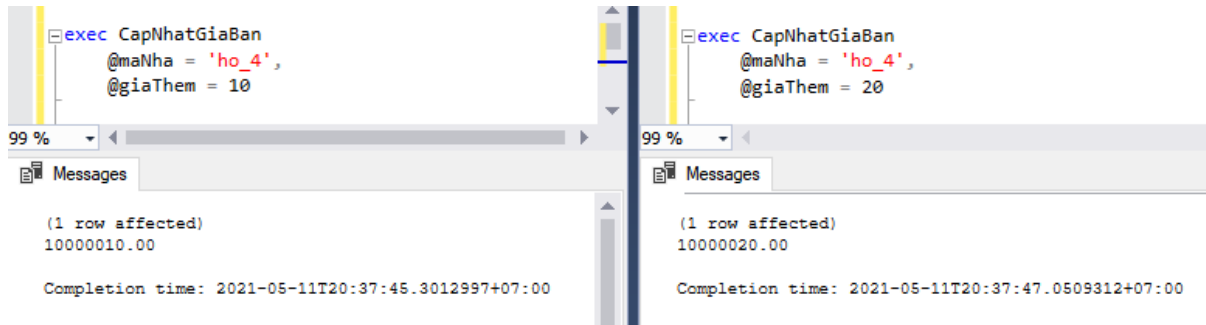 exec CapNhatGiaBan
@maNha = 'ho_4',
@giaThem = 10
99 %
Messages
(1 row affected)
10000010.00
Completion time: 2021-05-11T20:37:45.3012997+07:00
exec CapNhatGiaBan
@maNha = 'ho_4',
@giaThem = 20
99 %
Messages
(1 row affected)
10000020.00
Completion time: 2021-05-11T20:37:47.0509312+07:00